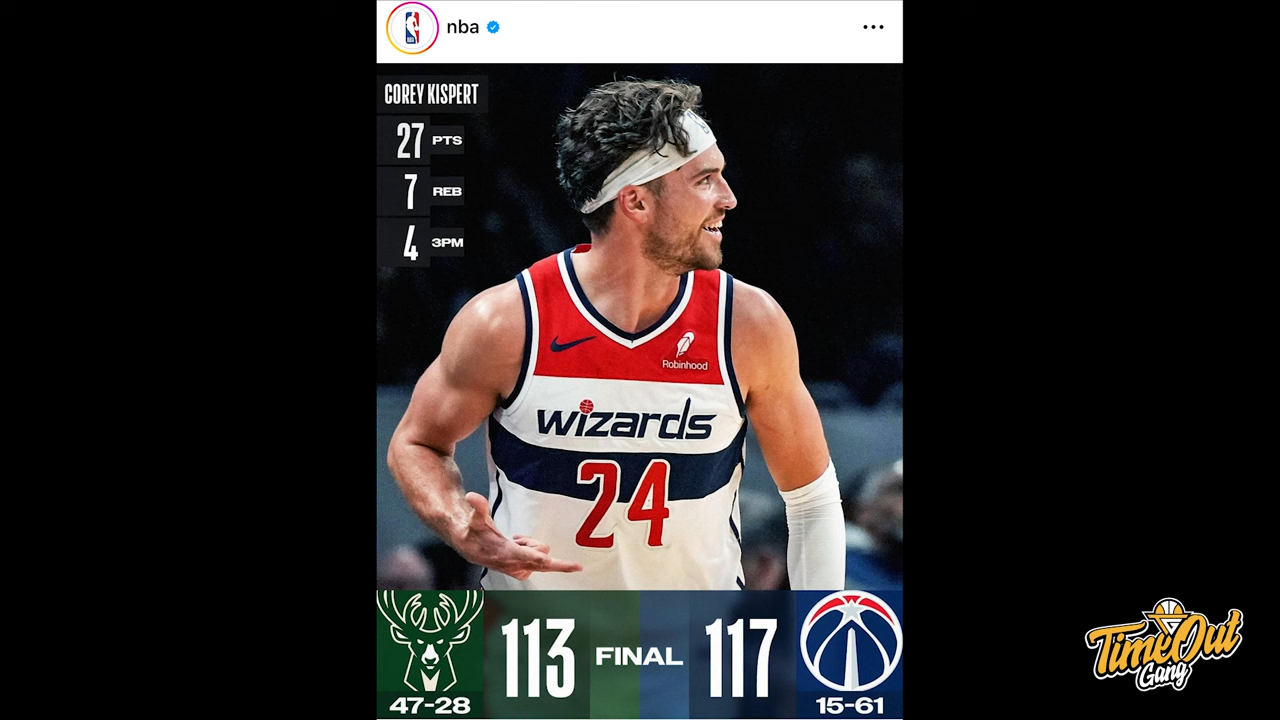 nba
COREY KISPERT
27 PTS
7 REB
4 3PM
Robinhood
wizards
24
113 FINAL 117
47-28 15-61
TimeOut
Gang